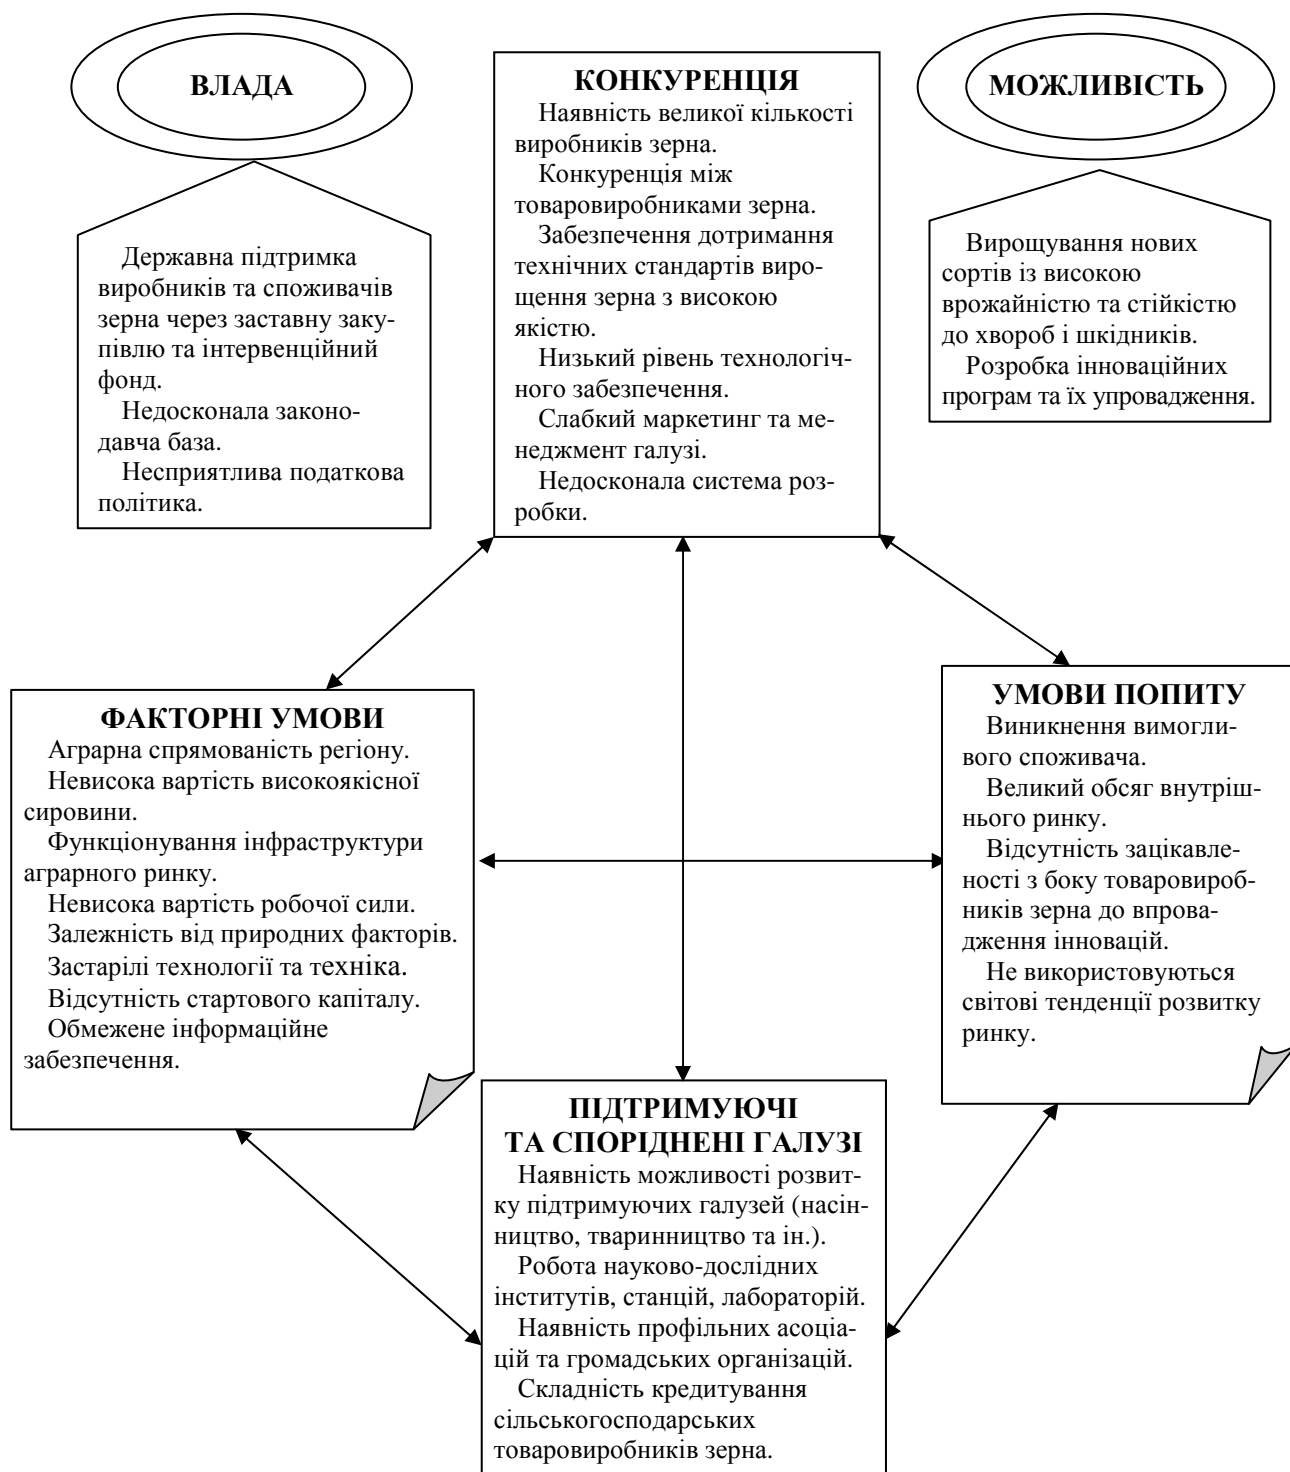 ВЛАДА
Державна підтримка
виробників та споживачів
зерна через заставну заку-
півлю та інтервенційний
фонд.
Недосконала законо-
давча база.
Несприятлива податкова
політика.
КОНКУРЕНЦІЯ
Наявність великої кількості
виробників зерна.
Конкуренція між
товаровиробниками зерна.
Забезпечення дотримання
технічних стандартів виро-
щення зерна з високою
якістю.
Низький рівень технологіч-
ного забезпечення.
Слабкий маркетинг та ме-
неджмент галузі.
Недосконала система роз-
робки.
МОЖЛИВІСТЬ
Вирощування нових
сортів із високою
врожайністю та стійкістю
до хвороб і шкідників.
Розробка інноваційних
програм та їх упровадження.
ФАКТОРНІ УМОВИ
Аграрна спрямованість регіону.
Невисока вартість високоякісної
сировини.
Функціонування інфраструктури
аграрного ринку.
Невисока вартість робочої сили.
Залежність від природних факторів.
Застарілі технології та техніка.
Відсутність стартового капіталу.
Обмежене інформаційне
забезпечення.
УМОВИ ПОПИТУ
Виникнення вимогли-
вого споживача.
Великий обсяг внутріш-
нього ринку.
Відсутність зацікавле-
ності з боку товаровироб-
ників зерна до впрова-
дження інновацій.
Не використовуються
світові тенденції розвитку
ринку.
ПІДТРИМУЮЧІ
ТА СПОРІДНЕНІ ГАЛУЗІ
Наявність можливості розвит-
ку підтримуючих галузей (насін-
ництво, тваринництво та ін.).
Робота науково-дослідних
інститутів, станцій, лабораторій.
Наявність профільних асоціа-
цій та громадських організацій.
Складність кредитування
сільськогосподарських
товаровиробників зерна.